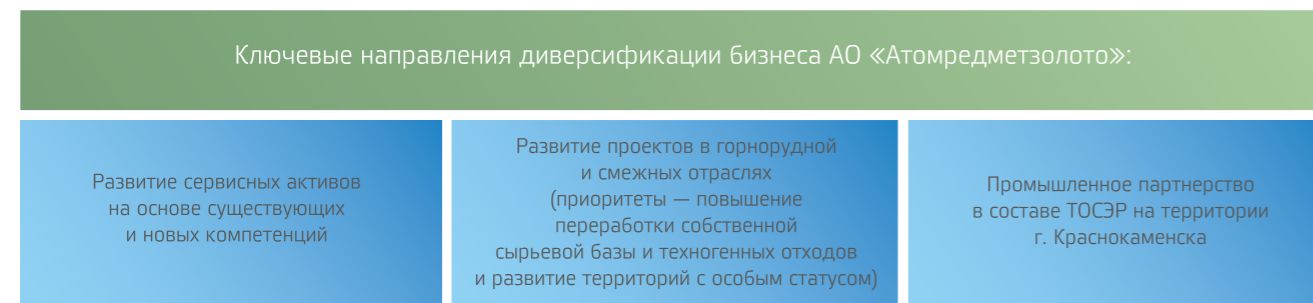 Ключевые направления диверсификации бизнеса АО «Атомредметзолото»:
Развитие сервисных активов
на основе существующих
и новых компетенций
Развитие проектов в горнорудной
и смежных отраслях
(приоритеты — повышение
переработки собственной
сырьевой базы и техногенных отходов
и развитие территорий с особым статусом)
Промышленное партнерство
в составе ТОСЭР на территории
г. Краснокаменска